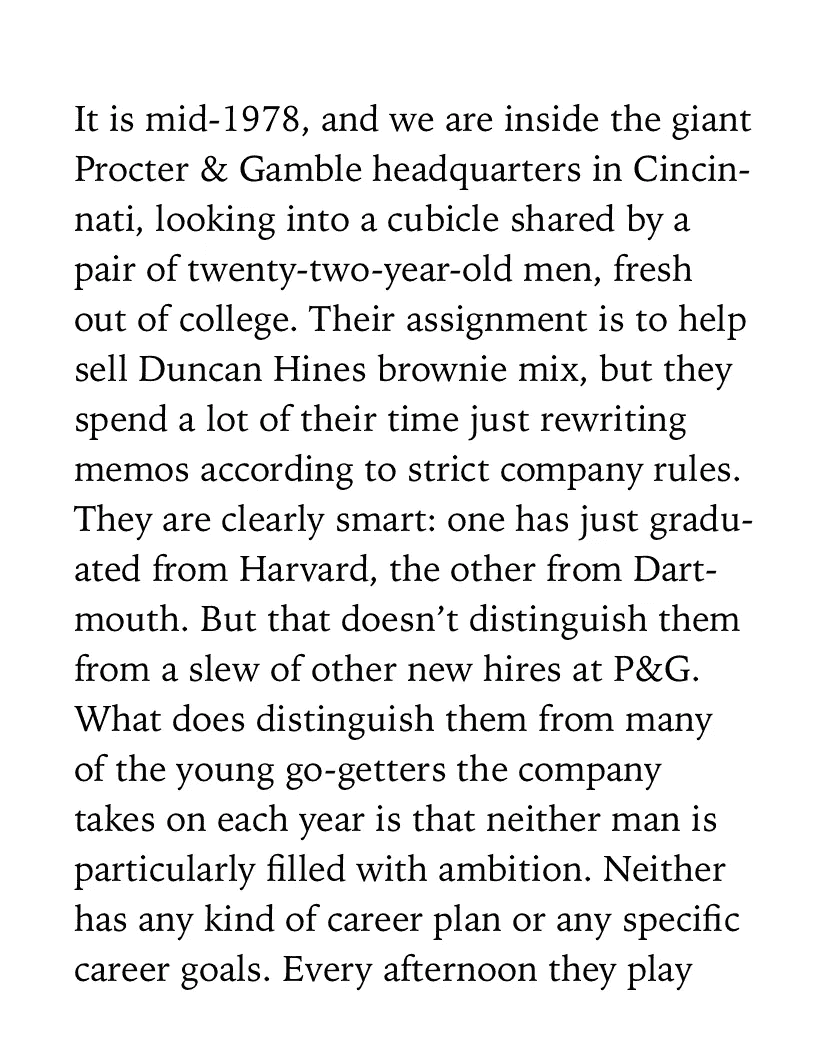 It is mid-1978, and we are inside the giant
Procter & Gamble headquarters in Cincin-
nati, looking into a cubicle shared by a
pair of twenty-two-year-old men, fresh
out of college. Their assignment is to help
sell Duncan Hines brownie mix, but they
spend a lot of their time just rewriting
memos according to strict company rules.
They are clearly smart: one has just gradu-
ated from Harvard, the other from Dart-
mouth. But that doesn’t distinguish them
from a slew of other new hires at P&G.
What does distinguish them from many
of the young go-getters the company
takes on each year is that neither man is
particularly filled with ambition. Neither
has any kind of career plan or any specific
career goals. Every afternoon they play